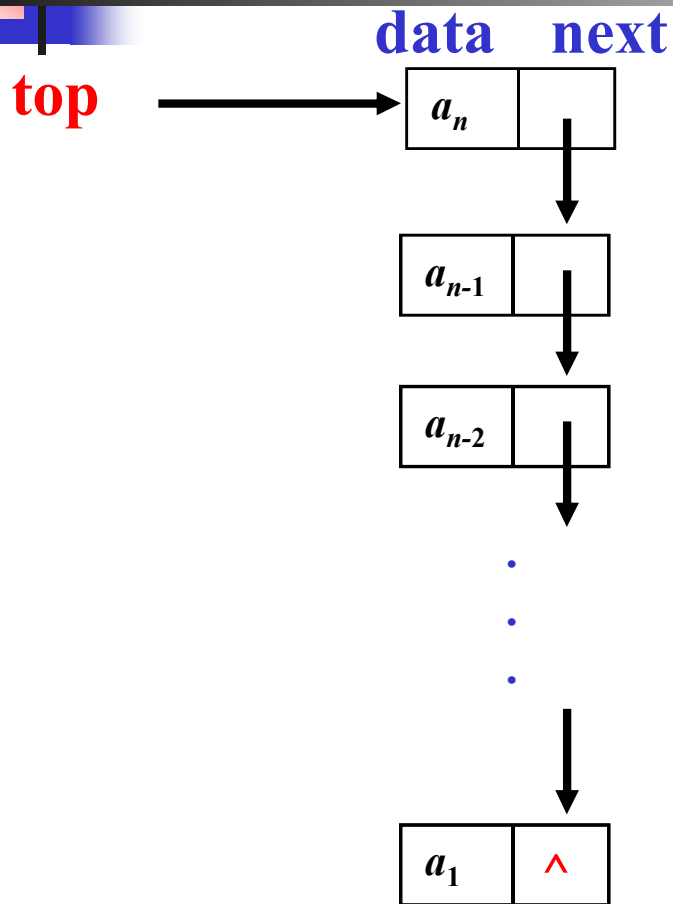 data next
top
aₙ
aₙ₋₁
aₙ₋₂
.
.
.
a₁ ^